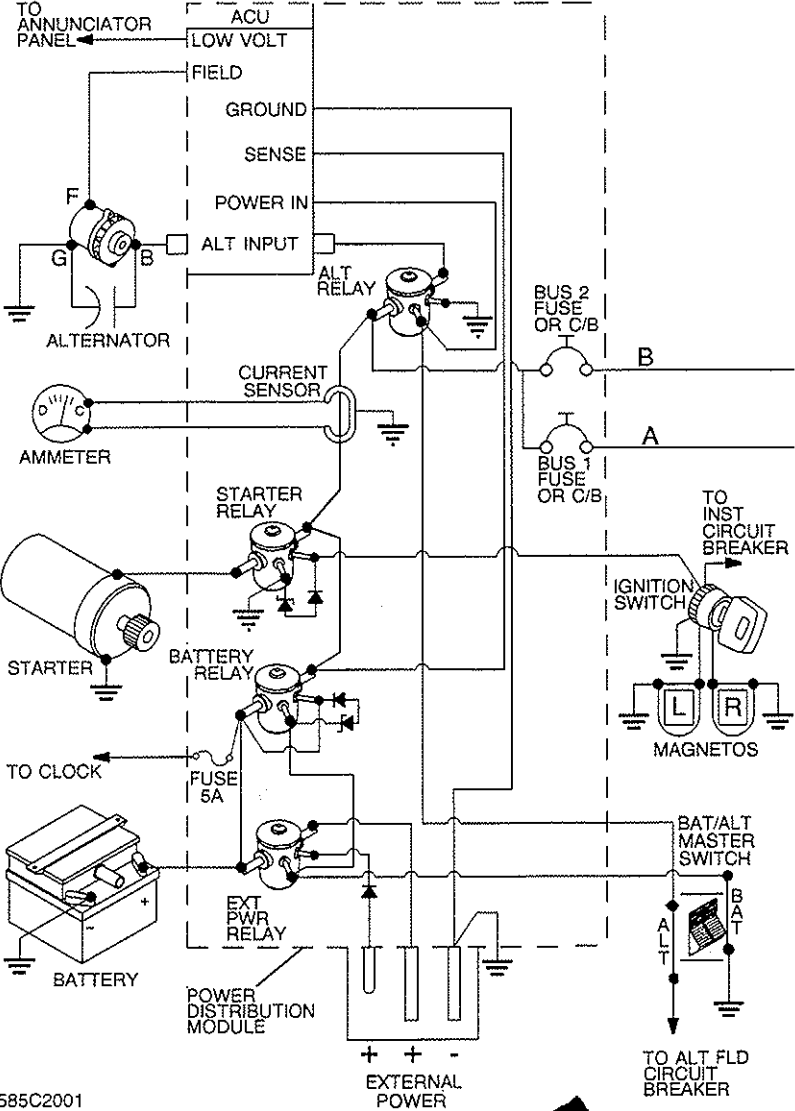 TO
ANNUNCIATOR
PANEL
ACU
LOW VOLT
FIELD
GROUND
SENSE
POWER IN
ALT INPUT
F
G
B
ALTERNATOR
ALT
RELAY
BUS 2
FUSE
OR C/B
B
A
BUS 1
FUSE
OR C/B
CURRENT
SENSOR
D
C
AMMETER
STARTER
RELAY
TO
INST
CIRCUIT
BREAKER
IGNITION
SWITCH
STARTER
BATTERY
RELAY
L
R
MAGNETOS
TO CLOCK
FUSE
5A
BAT/ALT
MASTER
SWITCH
ALT
BAT
EXT
PWR
RELAY
-
+
BATTERY
POWER
DISTRIBUTION
MODULE
+ + -
EXTERNAL
POWER
TO ALT FLD
CIRCUIT
BREAKER
585C2001